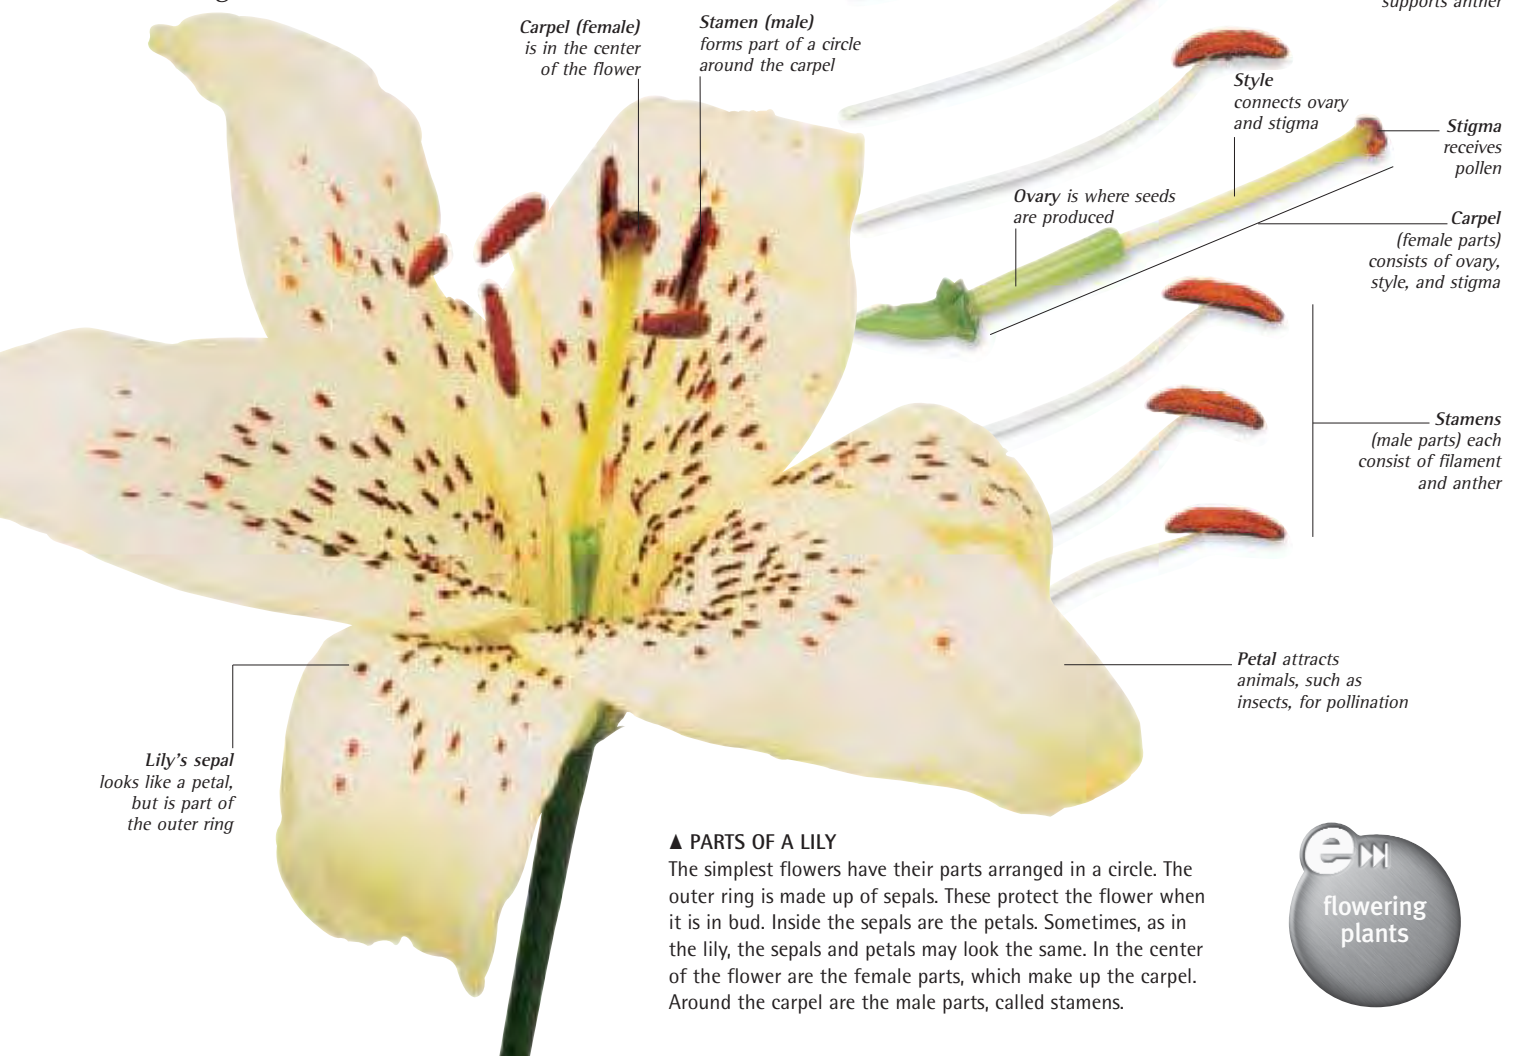 supports anther
Carpel (female)
is in the center
of the flower
Stamen (male)
forms part of a circle
around the carpel
Style
connects ovary
and stigma
Stigma
receives
pollen
Ovary is where seeds
are produced
Carpel
(female parts)
consists of ovary,
style, and stigma
Stamens
(male parts) each
consist of filament
and anther
Petal attracts
animals, such as
insects, for pollination
Lily's sepal
looks like a petal,
but is part of
the outer ring
▲ PARTS OF A LILY
The simplest flowers have their parts arranged in a circle. The
outer ring is made up of sepals. These protect the flower when
it is in bud. Inside the sepals are the petals. Sometimes, as in
the lily, the sepals and petals may look the same. In the center
of the flower are the female parts, which make up the carpel.
Around the carpel are the male parts, called stamens.
e
flowering
plants